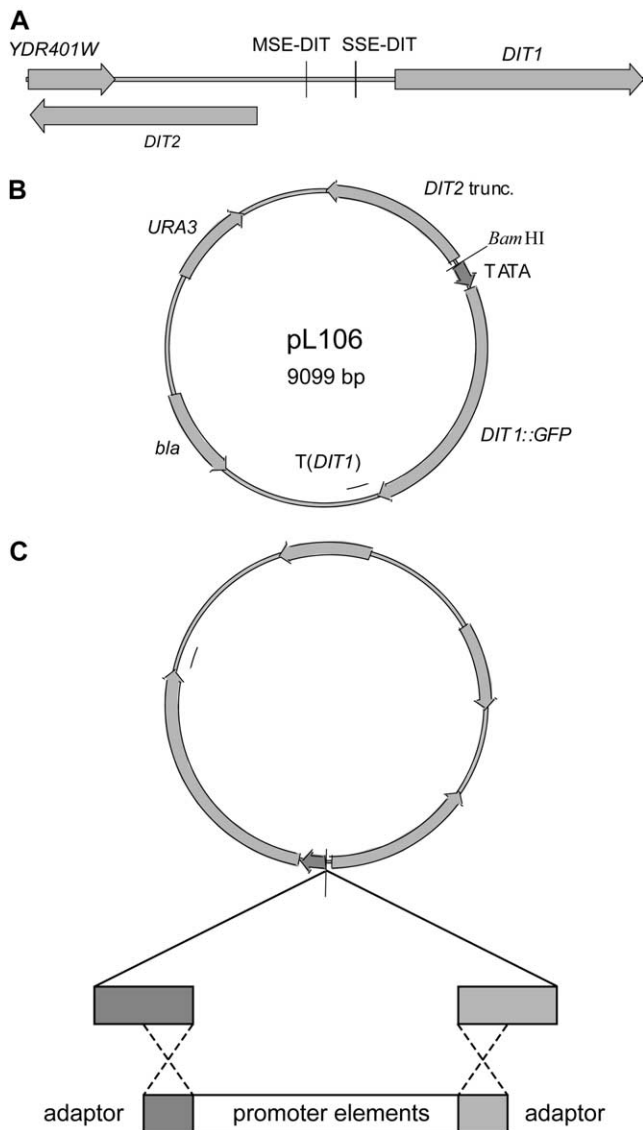 A
YDR401W MSE-DIT SSE-DIT DIT1
DIT2
B
DIT2 trunc.
URA3
BamHI
TATA
pL106
9099 bp
DIT1::GFP
bla
T(DIT1)
C
adaptor promoter elements adaptor